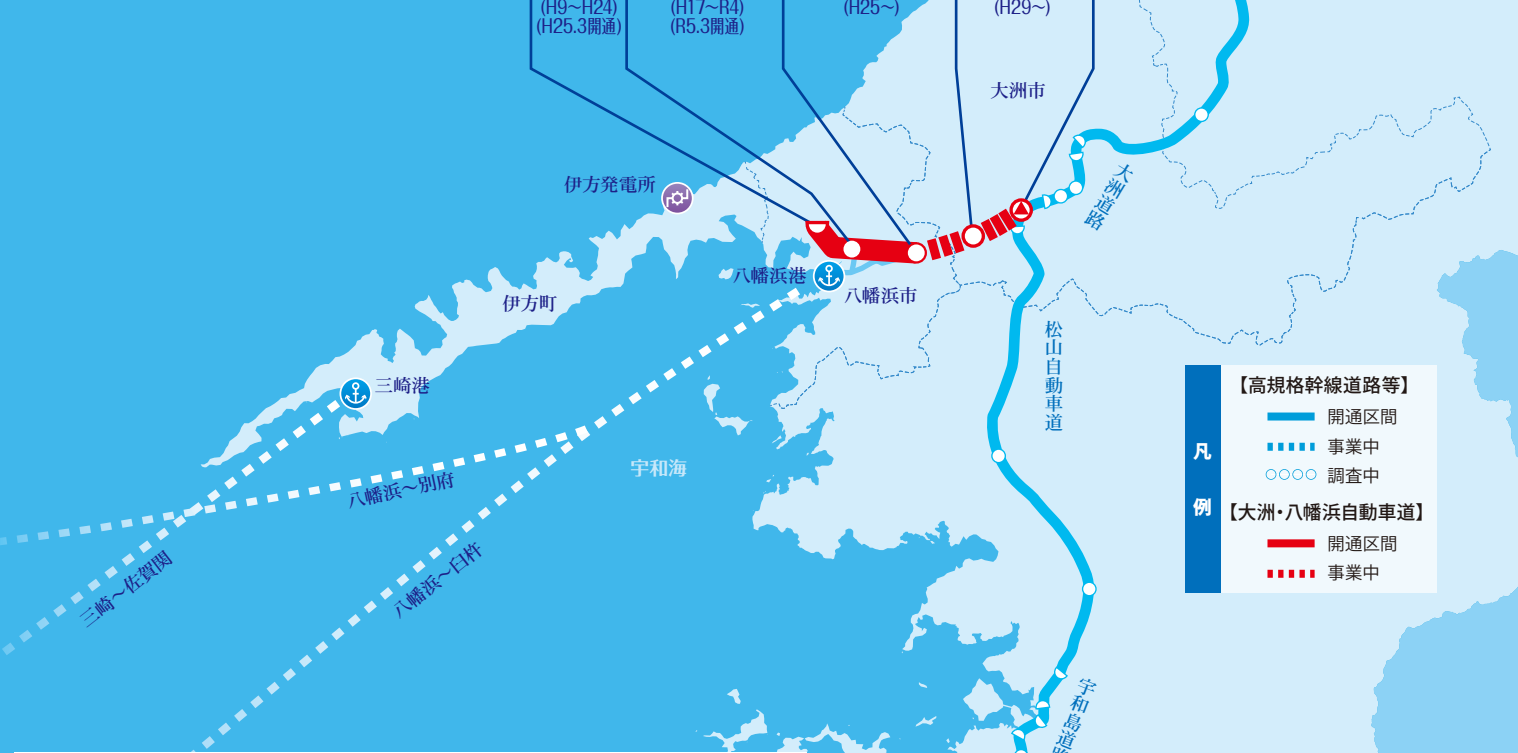 (H9～H24)
(H25.3開通)
(H17～R4)
(R5.3開通)
(H25～)
(H29～)
大洲市
伊方発電所
大洲道路
八幡浜港
八幡浜市
伊方町
松山自動車道
三崎港
宇和海
八幡浜～別府
三崎～佐賀関
八幡浜～臼杵
凡例
【高規格幹線道路等】
開通区間
事業中
調査中
【大洲・八幡浜自動車道】
開通区間
事業中
宇和島道路